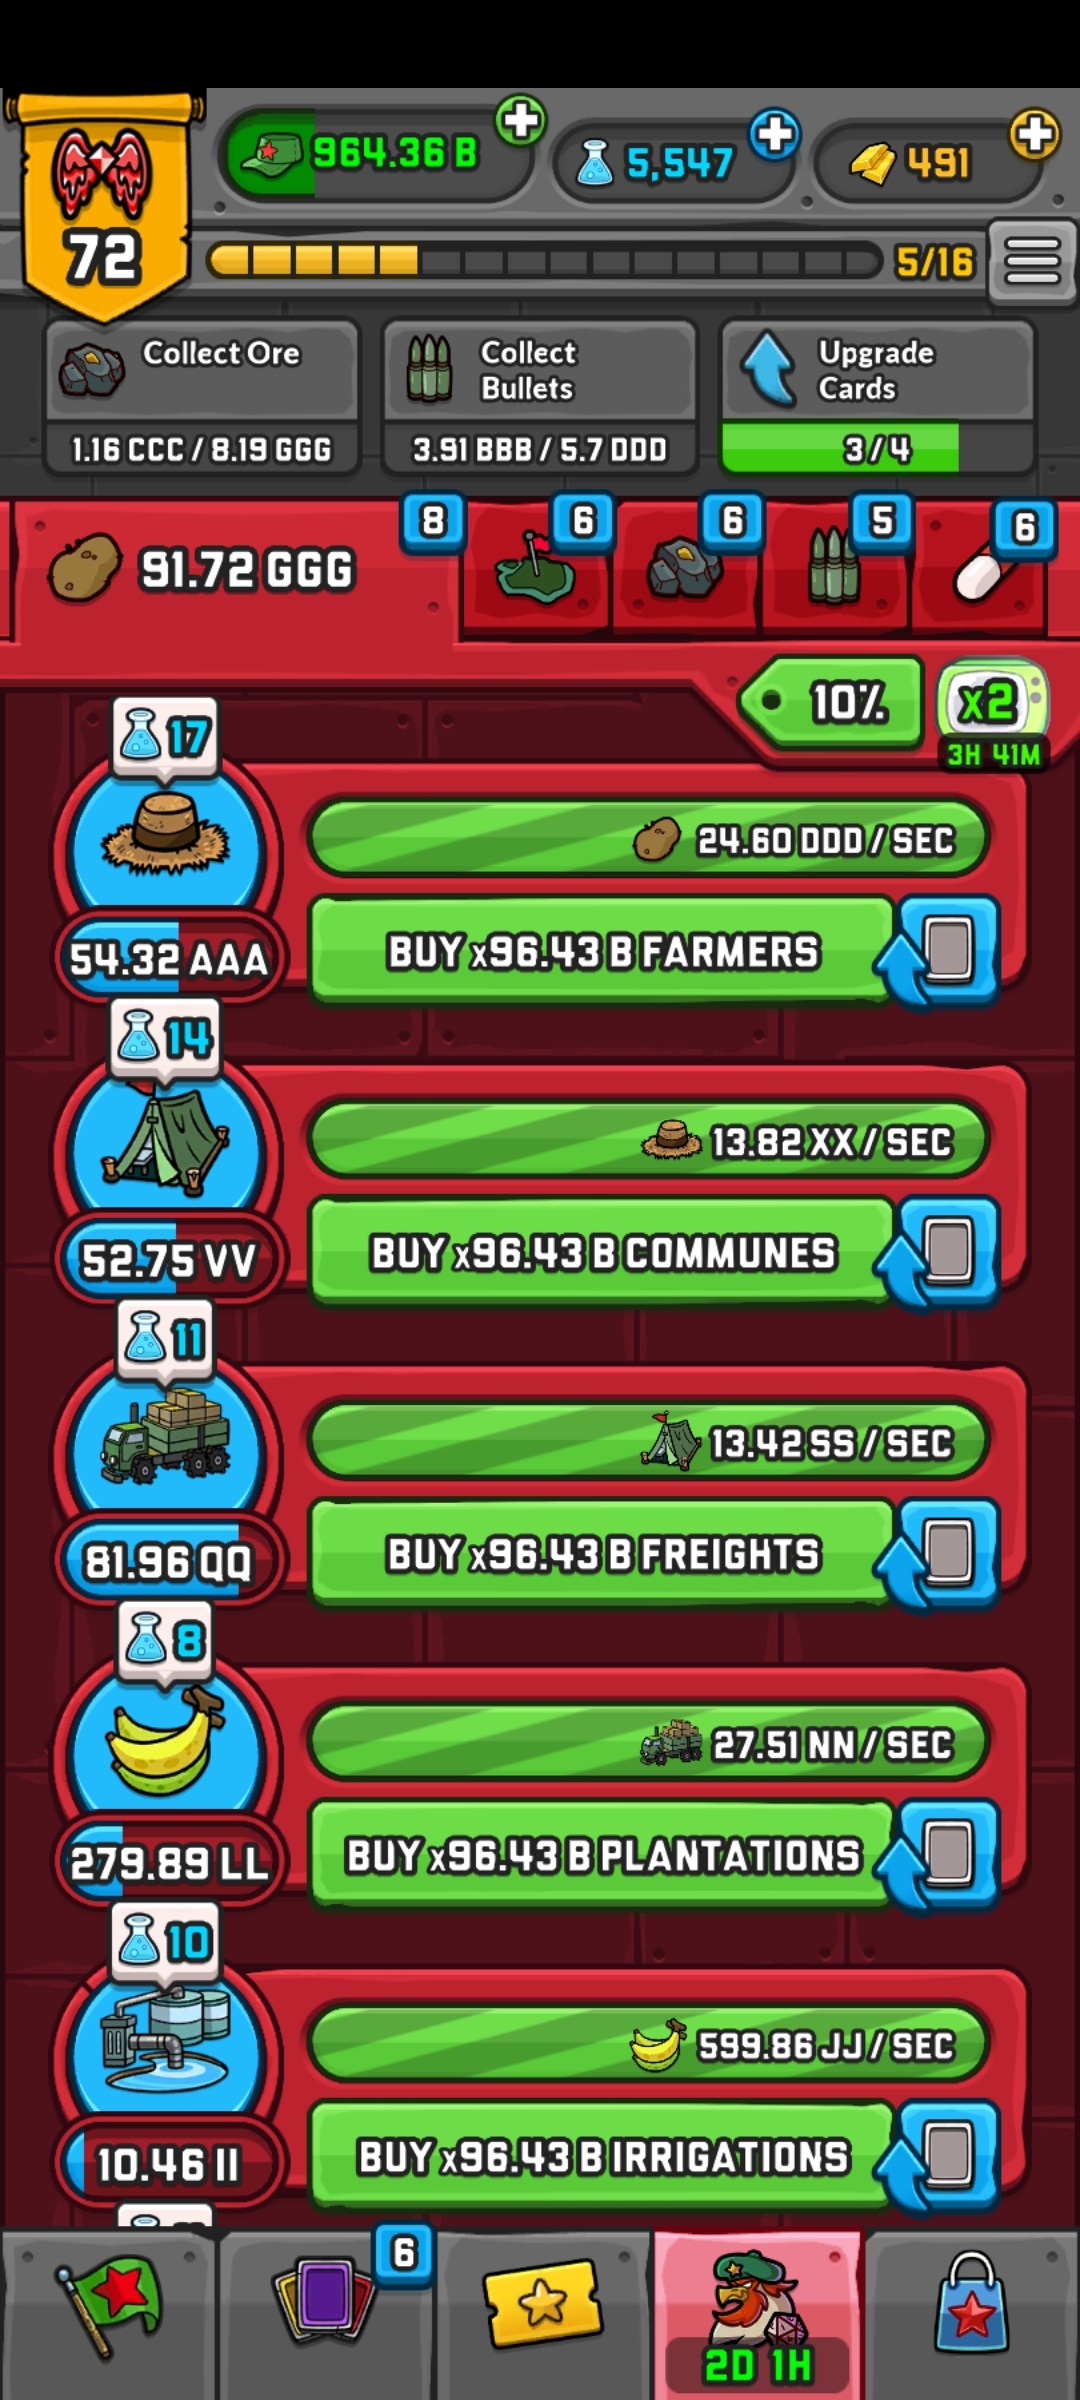 964.36 B
5,547
491
72
5/16
Collect Ore
1.16 CCC / 8.19 GGG
Collect
Bullets
3.91 BBB / 5.7 DDD
Upgrade
Cards
3/4
91.72 GGG
8
6
6
5
6
10%
x2
3H 41M
17
24.60 DDD / SEC
BUY x96.43 B FARMERS
54.32 AAA
14
13.82 XX / SEC
BUY x96.43 B COMMUNES
52.75 VV
11
13.42 SS / SEC
BUY x96.43 B FREIGHTS
81.96 QQ
8
27.51 NN / SEC
BUY x96.43 B PLANTATIONS
279.89 LL
10
599.86 JJ / SEC
BUY x96.43 B IRRIGATIONS
10.46 II
6
2D 1H